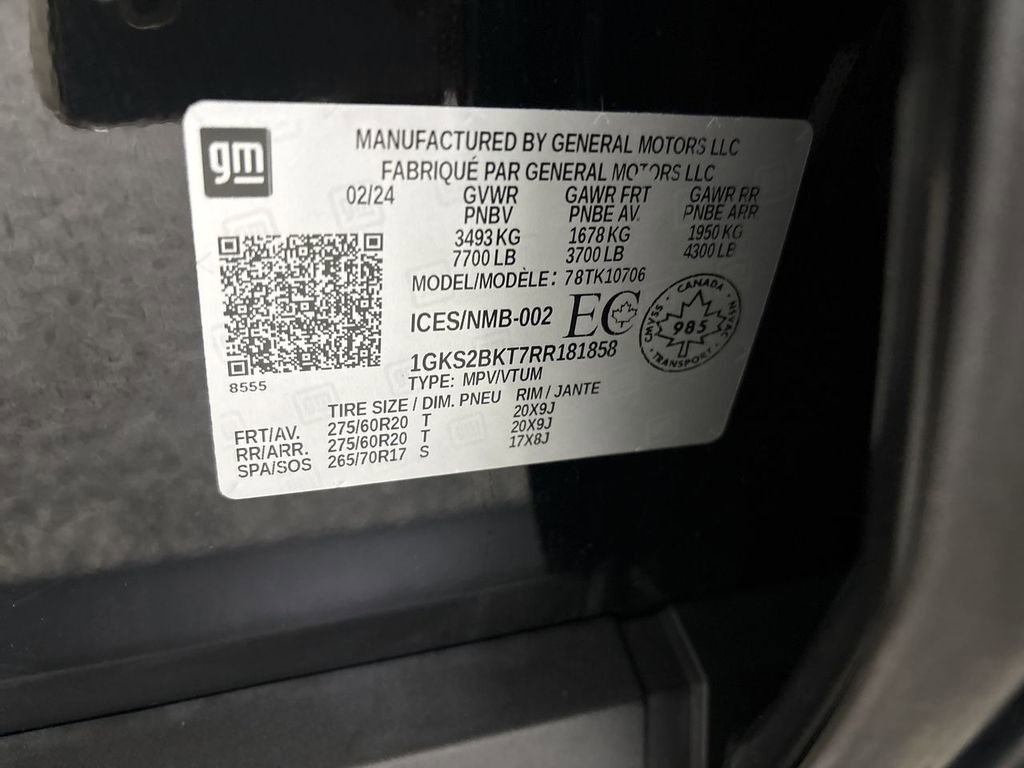 gm
MANUFACTURED BY GENERAL MOTORS LLC
FABRIQUÉ PAR GENERAL MOTORS LLC
02/24 GVWR GAWR FRT GAWR RR
PNBV PNBE AV. PNBE ARR
3493 KG 1678 KG 1950 KG
7700 LB 3700 LB 4300 LB
MODEL/MODÈLE: 78TK10706
ICES/NMB-002 EC
CANADA
CMVSS 985 NSVAC
TRANSPORT
1GKS2BKT7RR181858
8555
TYPE: MPV/VTUM
TIRE SIZE / DIM. PNEU RIM / JANTE
FRT/AV. 275/60R20 T 20X9J
RR/ARR. 275/60R20 T 20X9J
SPA/SOS 265/70R17 S 17X8J